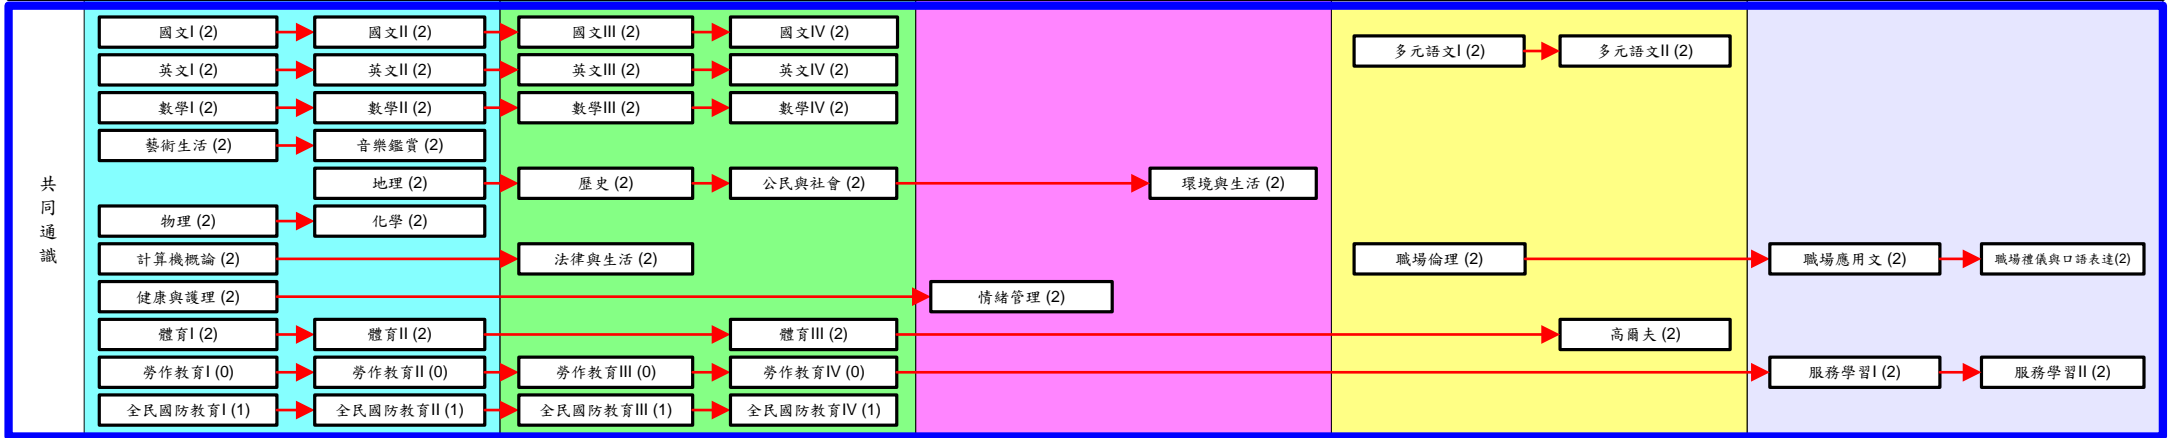 國文I (2) 國文II (2) 國文III (2) 國文IV (2)
多元語文I (2) 多元語文II (2)
英文I (2) 英文II (2) 英文III (2) 英文IV (2)
數學I (2) 數學II (2) 數學III (2) 數學IV (2)
藝術生活 (2) 音樂鑑賞 (2)
共同通識
地理 (2) 歷史 (2) 公民與社會 (2) 環境與生活 (2)
物理 (2) 化學 (2)
計算機概論 (2) 法律與生活 (2) 職場倫理 (2) 職場應用文 (2) 職場禮儀與口語表達(2)
健康與護理 (2) 情緒管理 (2)
體育I (2) 體育II (2) 體育III (2) 高爾夫 (2)
勞作教育I (0) 勞作教育II (0) 勞作教育III (0) 勞作教育IV (0) 服務學習I (2) 服務學習II (2)
全民國防教育I (1) 全民國防教育II (1) 全民國防教育III (1) 全民國防教育IV (1)